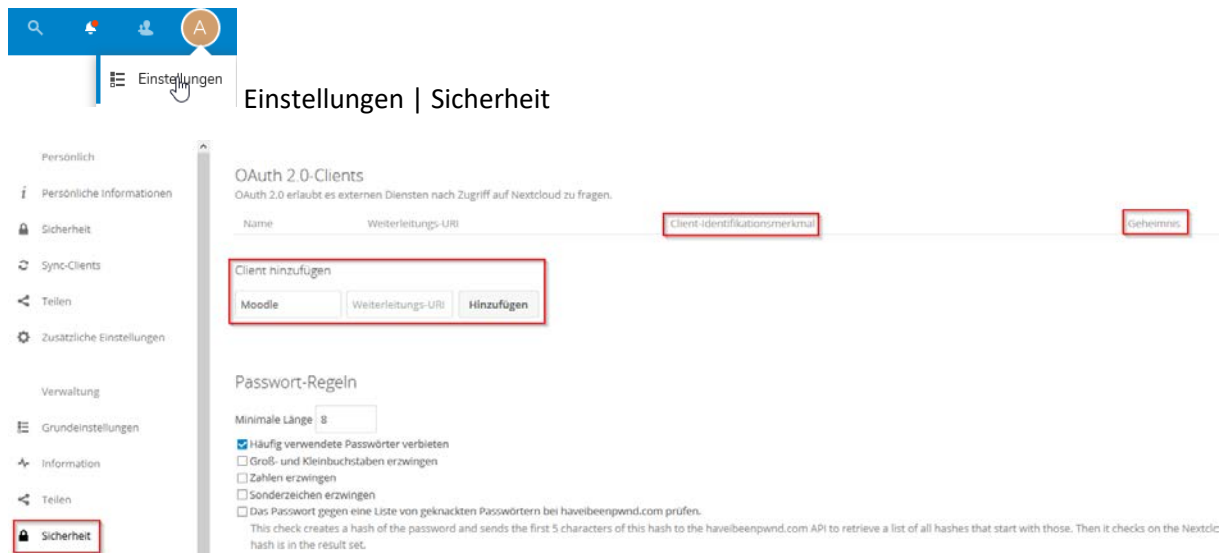 A
Einstellungen
Einstellungen | Sicherheit
Persönlich
Persönliche Informationen
Sicherheit
Sync-Clients
Teilen
Zusätzliche Einstellungen
Verwaltung
Grundeinstellungen
Information
Teilen
Sicherheit
OAuth 2.0-Clients
OAuth 2.0 erlaubt es externen Diensten nach Zugriff auf Nextcloud zu fragen.
Name Weiterleitungs-URI Client-Identifikationsmerkmal Geheimnis
Client hinzufügen
Moodle Weiterleitungs-URI Hinzufügen
Passwort-Regeln
Minimale Länge 8
Häufig verwendete Passwörter verbieten
Groß- und Kleinbuchstaben erzwingen
Zahlen erzwingen
Sonderzeichen erzwingen
Das Passwort gegen eine Liste von geknackten Passwörtern bei haveibeenpwnd.com prüfen.
This check creates a hash of the password and sends the first 5 characters of this hash to the haveibeenpwnd.com API to retrieve a list of all hashes that start with those. Then it checks on the
hash is in the result set.